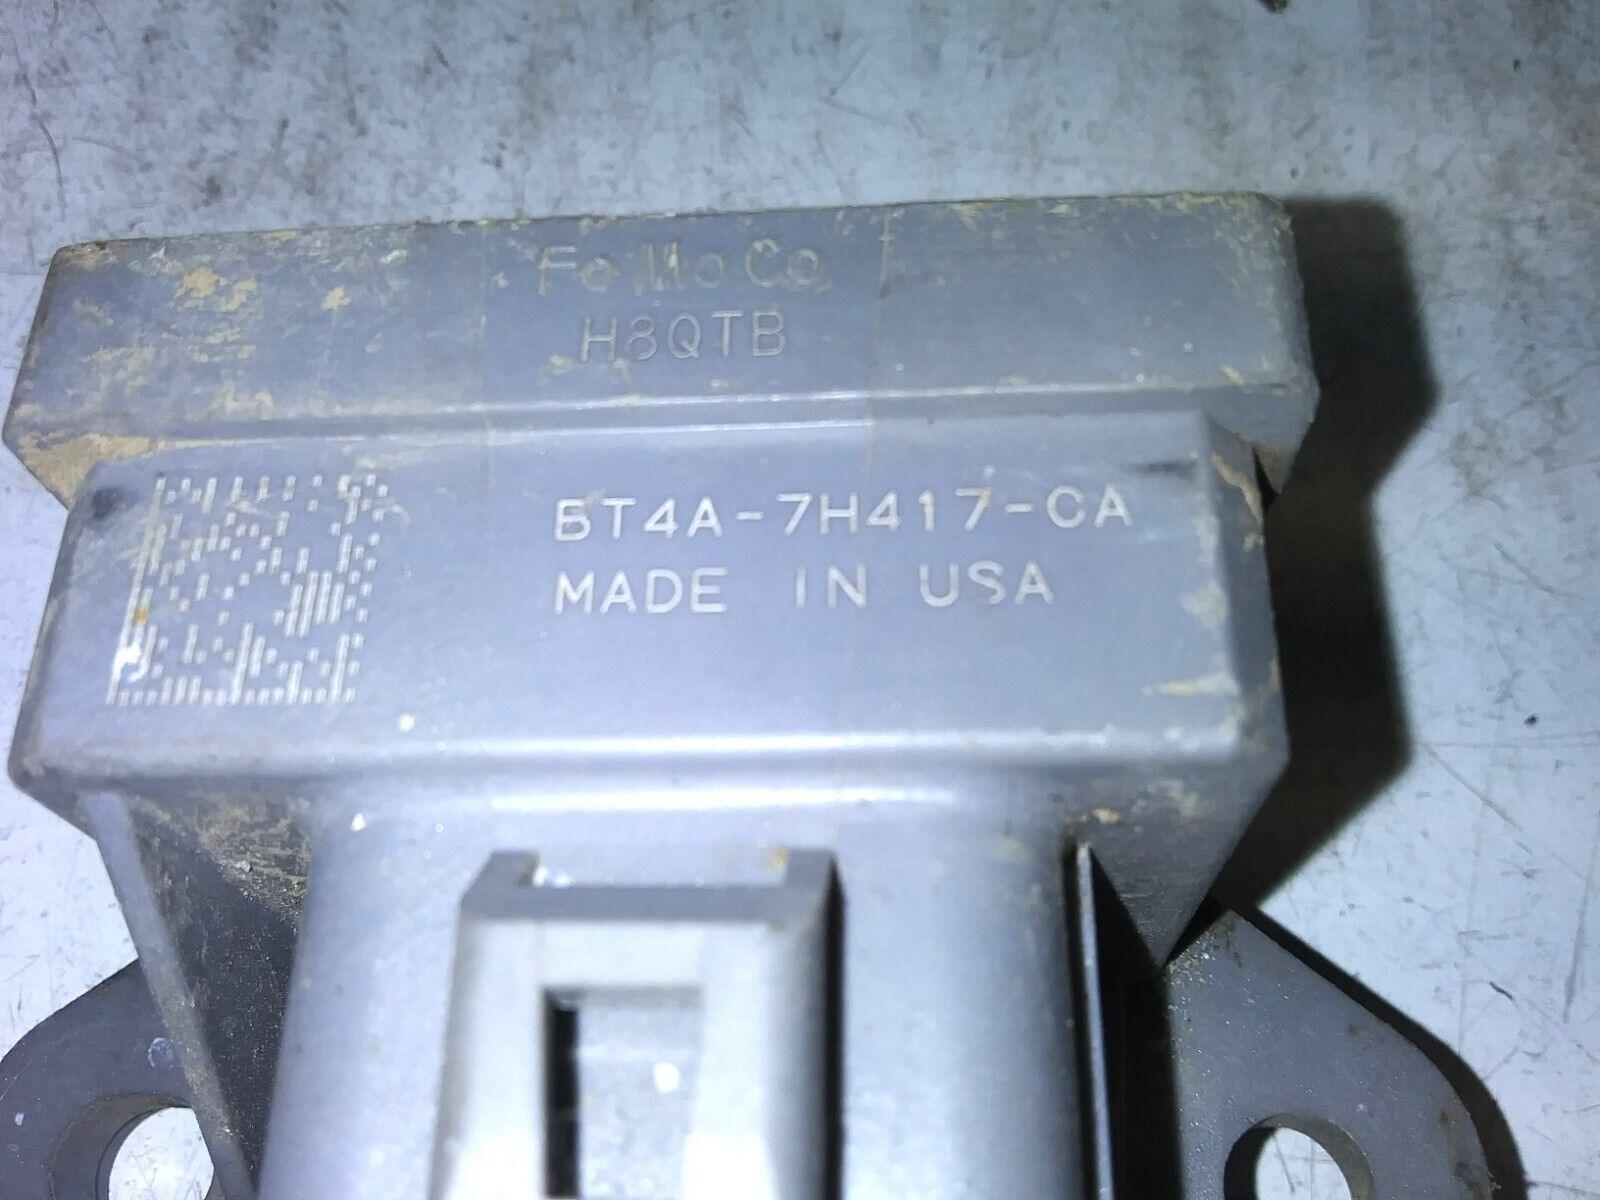 FoMoCo
H8QTB
BT4A-7H417-CA
MADE IN USA